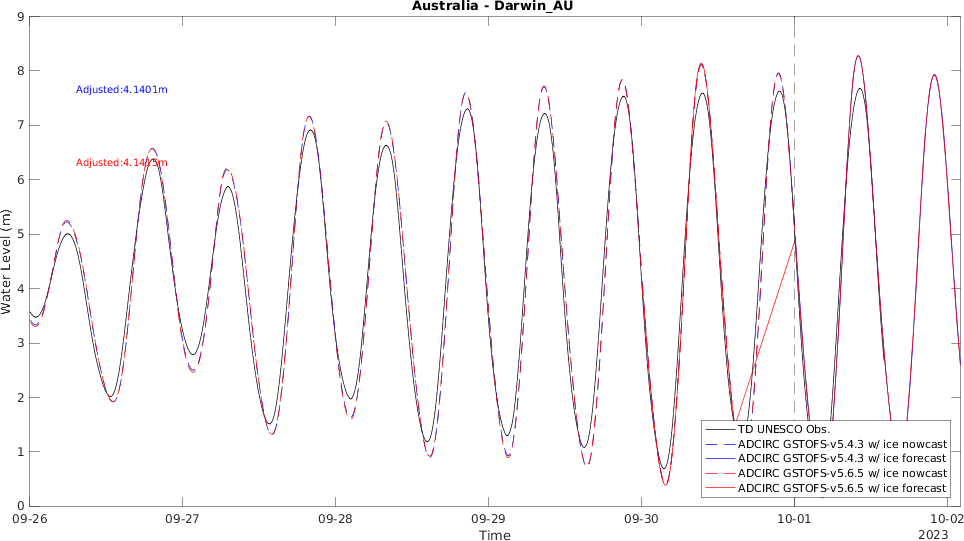 Australia - Darwin_AU
9
8
7
6
5
4
3
2
1
0
Water Level (m)
Adjusted:4.1401m
TD UNESCO Obs.
ADCIRC GSTOFS-v5.4.3 w/ ice nowcast
ADCIRC GSTOFS-v5.4.3 w/ ice forecast
ADCIRC GSTOFS-v5.6.5 w/ ice nowcast
ADCIRC GSTOFS-v5.6.5 w/ ice forecast
09-26
09-27
09-28
09-29
09-30
10-01
10-02
Time
2023